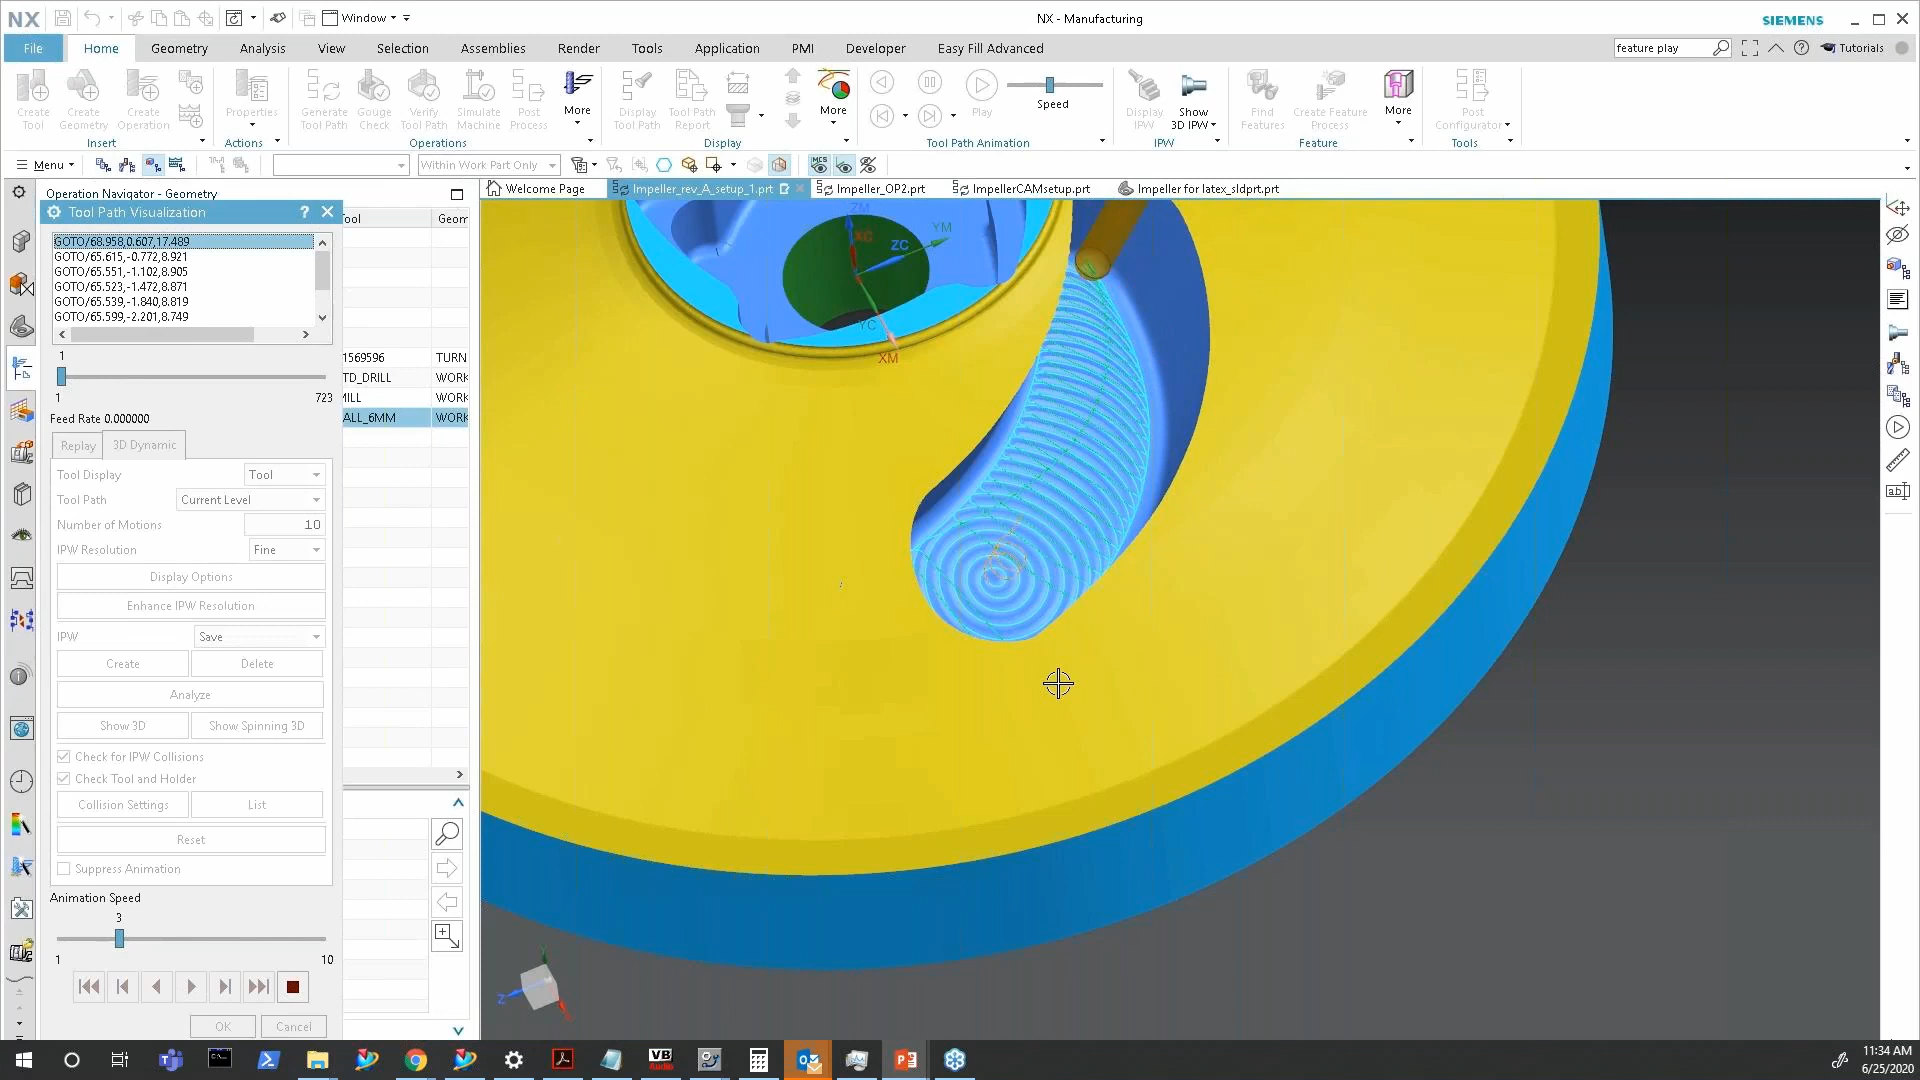 NX
Window
NX - Manufacturing
SIEMENS
File
Home
Geometry
Analysis
View
Selection
Assemblies
Render
Tools
Application
PMI
Developer
Easy Fill Advanced
feature play
Tutorials
Create Tool
Create Geometry
Create Operation
Properties
Generate Tool Path
Gouge Check
Verify Tool Path
Simulate Machine
Post Process
More
Display Tool Path
Tool Path Report
More
Play
Speed
Display IPW
Show 3D IPW
Find Features
Create Feature Process
More
Post Configurator
Insert
Actions
Operations
Display
Tool Path Animation
IPW
Feature
Tools
Menu
Within Work Part Only
MCS
Operation Navigator - Geometry
Welcome Page
Impeller_rev_A_setup_1.prt
Impeller_OP2.prt
ImpellerCAMsetup.prt
Impeller for latex_sldprt.prt
Tool Path Visualization
?
Tool
Geom
GOTO/68.958,0.607,17.489
GOTO/65.615,-0.772,8.921
GOTO/65.551,-1.102,8.905
GOTO/65.523,-1.472,8.871
GOTO/65.539,-1.840,8.819
GOTO/65.599,-2.201,8.749
1
1 723
1569596 TURN
TD_DRILL WORK
MILL WORK
ALL_6MM WORK
Feed Rate 0.000000
Replay
3D Dynamic
Tool Display
Tool
Tool Path
Current Level
Number of Motions
10
IPW Resolution
Fine
Display Options
Enhance IPW Resolution
IPW
Save
Create
Delete
Analyze
Show 3D
Show Spinning 3D
Check for IPW Collisions
Check Tool and Holder
Collision Settings
List
Reset
Suppress Animation
Animation Speed
3
1 10
OK
Cancel
ZM
XC
ZC
YM
YC
XM
Z
ab
VB
Audio
11:34 AM
6/25/2020